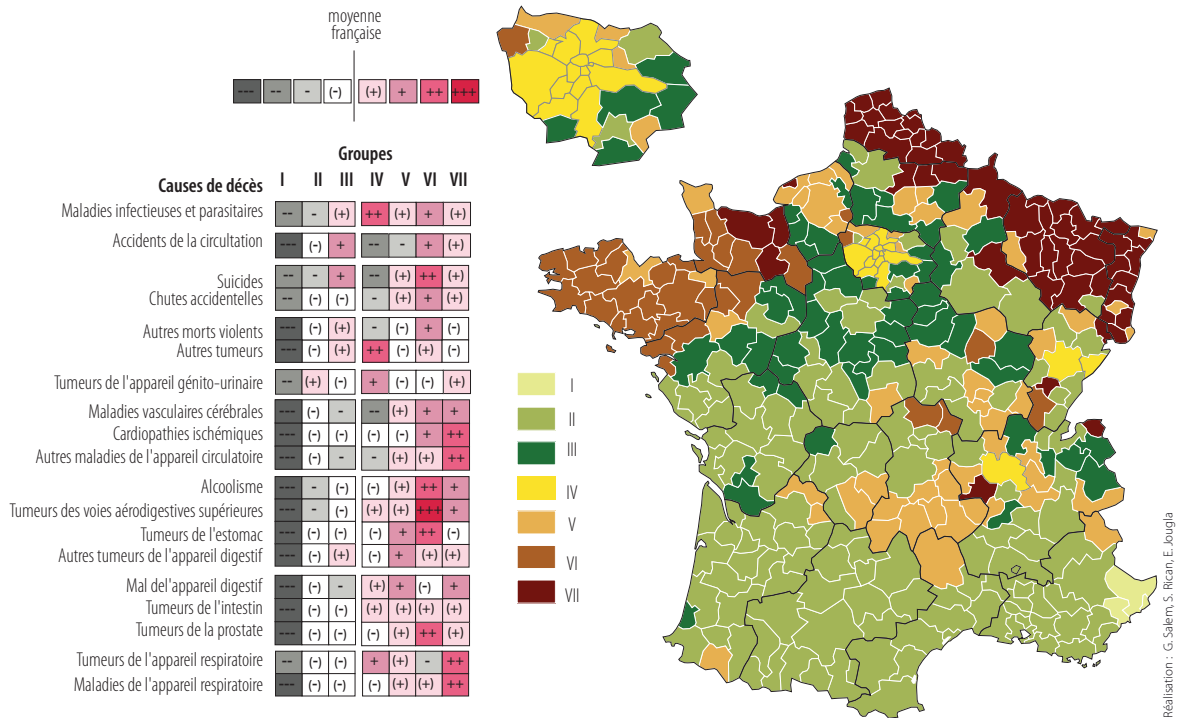 moyenne
française
--- -- - (-) (+) + ++ +++
Groupes
Causes de décès I II III IV V VI VII
Maladies infectieuses et parasitaires -- - (+) ++ (+) + (+)
Accidents de la circulation --- (-) + -- - + (+)
Suicides -- - + -- (+) ++ (+)
Chutes accidentelles -- (-) (-) - (+) + (+)
Autres morts violents --- (-) (+) - (-) + (-)
Autres tumeurs --- (-) (+) ++ (-) (+) (-)
Tumeurs de l'appareil génito-urinaire -- (+) (-) + (-) (-) (+)
Maladies vasculaires cérébrales --- (-) - -- (+) + +
Cardiopathies ischémiques --- (-) (-) (-) (-) + ++
Autres maladies de l'appareil circulatoire --- (-) - - (+) (+) ++
Alcoolisme --- - (-) (-) (+) ++ +
Tumeurs des voies aérodigestives supérieures --- - (-) (+) (+) +++ +
Tumeurs de l'estomac --- (-) (-) (-) + ++ (-)
Autres tumeurs de l'appareil digestif --- (-) (+) (-) + (+) (+)
Mal del'appareil digestif --- (-) - (+) + (-) +
Tumeurs de l'intestin --- (-) (-) (+) (+) (+) (+)
Tumeurs de la prostate --- (-) (-) (-) (+) ++ (+)
Tumeurs de l'appareil respiratoire -- (-) (-) + (+) - ++
Maladies de l'appareil respiratoire --- (-) (-) (-) (+) (+) ++
I
II
III
IV
V
VI
VII
Réalisation : G. Salem, S. Rican, E. Jougla